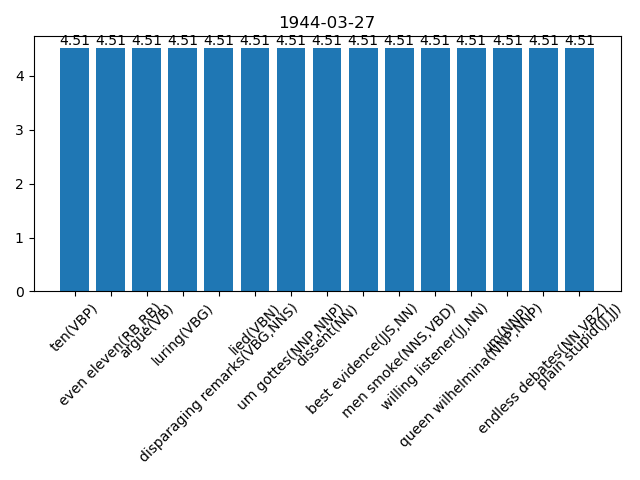 1944-03-27
4.51 4.51 4.51 4.51 4.51 4.51 4.51 4.51 4.51 4.51 4.51 4.51 4.51 4.51 4.51
4
3
2
1
0
ten(VBP)
even eleven(RB,RB)
argue(VB)
luring(VBG)
disparaging remarks(VBG,NNS)
lied(VBN)
um gottes(NNP,NNP)
dissent(NN)
best evidence(JJS,NN)
men smoke(NNS,VBD)
willing listener(JJ,NN)
queen wilhelmina(NNP,NNP)
endless debates(NN,VBZ)
plain stupid(JJ,JJ)